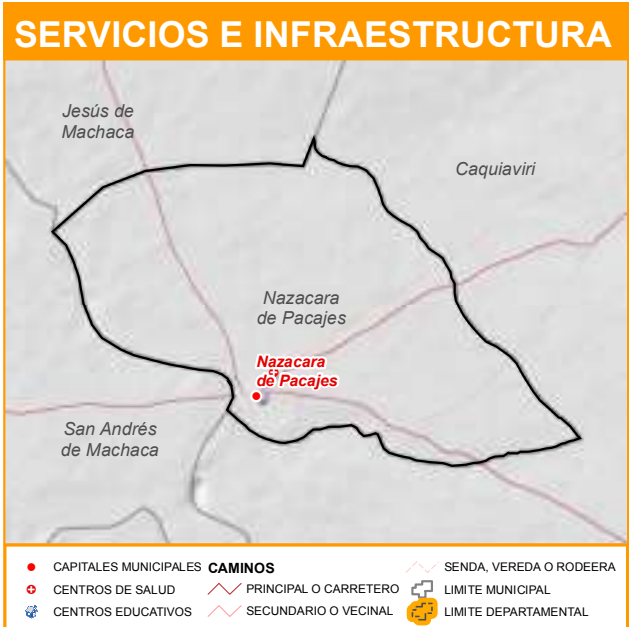 SERVICIOS E INFRAESTRUCTURA
Jesús de
Machaca
Caquiaviri
Nazacara
de Pacajes
Nazacara
de Pacajes
San Andrés
de Machaca
CAPITALES MUNICIPALES
CENTROS DE SALUD
CENTROS EDUCATIVOS
CAMINOS
PRINCIPAL O CARRETERO
SECUNDARIO O VECINAL
SENDA, VEREDA O RODEERA
LIMITE MUNICIPAL
LIMITE DEPARTAMENTAL